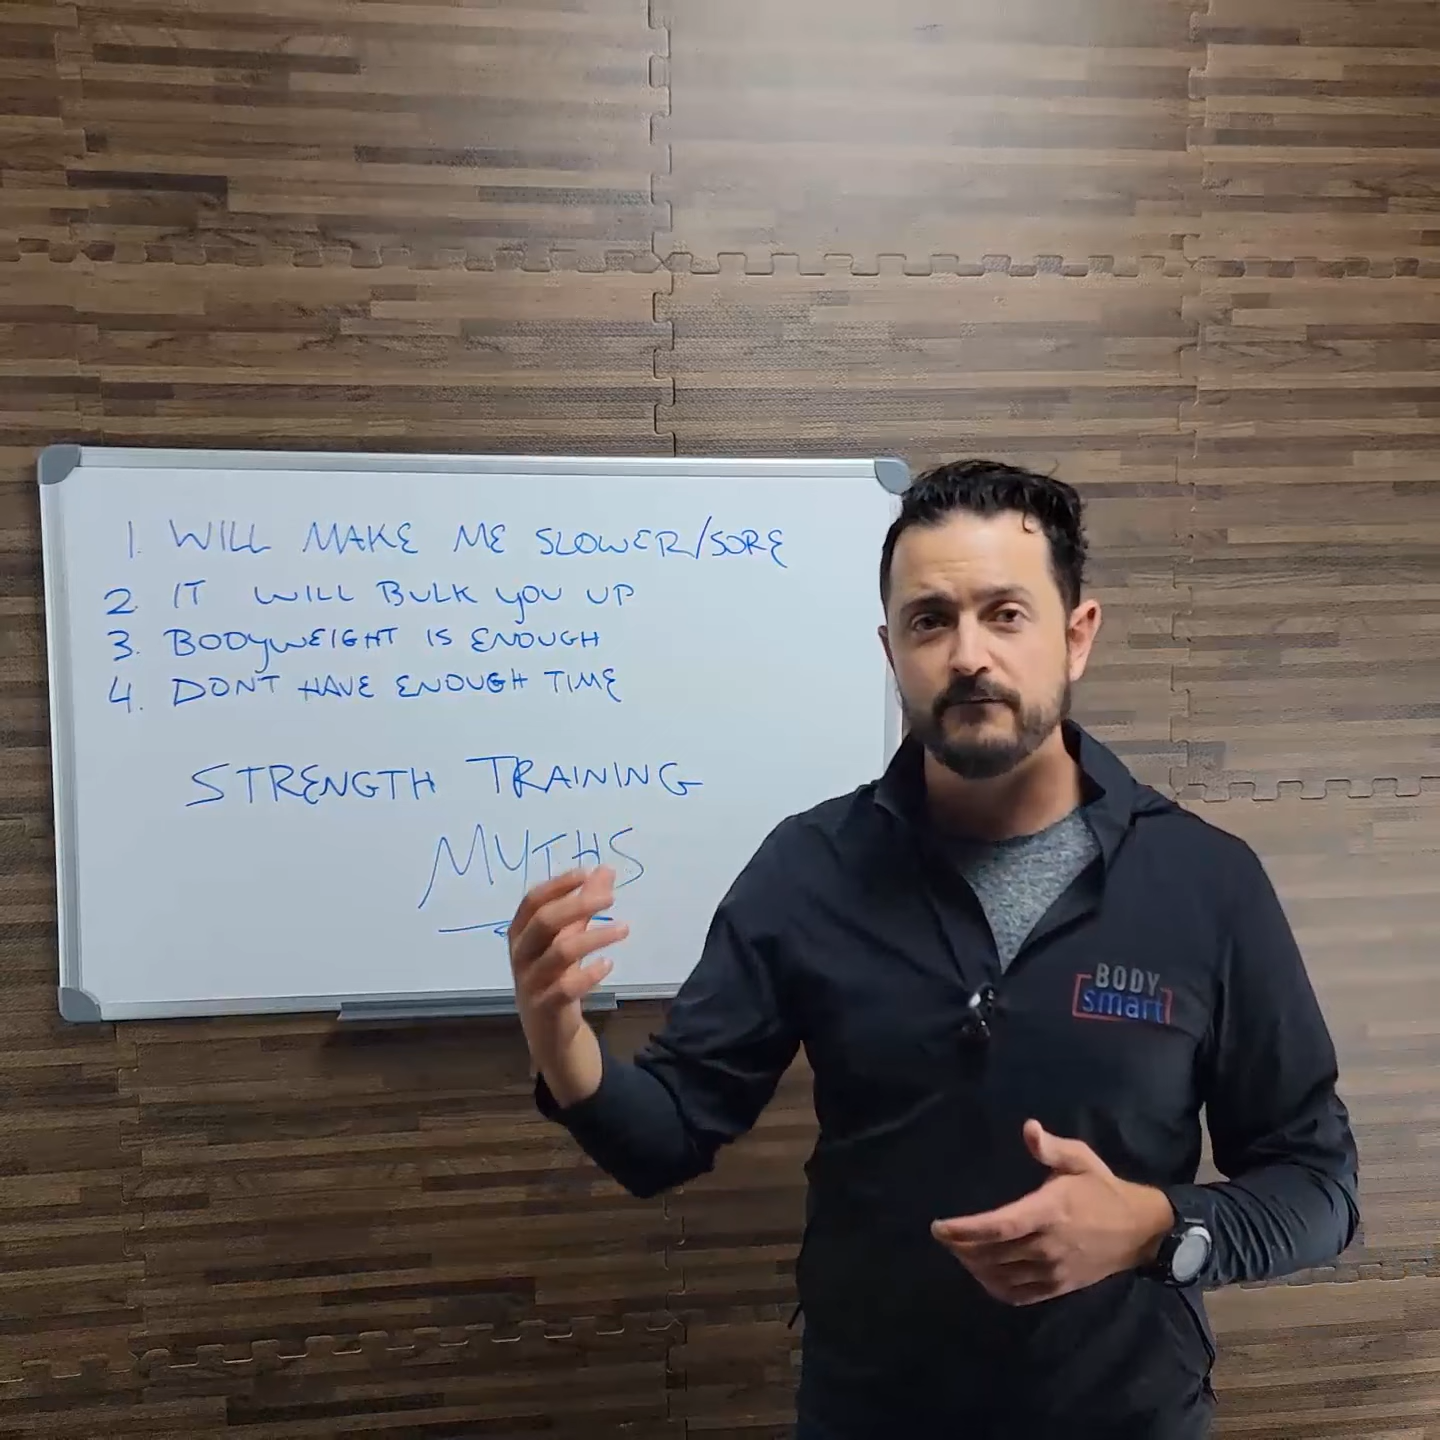 1. WILL MAKE ME SLOWER/SORE
2. IT WILL BULK YOU UP
3. BODYWEIGHT IS ENOUGH
4. DONT HAVE ENOUGH TIME
STRENGTH TRAINING
MYTHS
BODY
smart